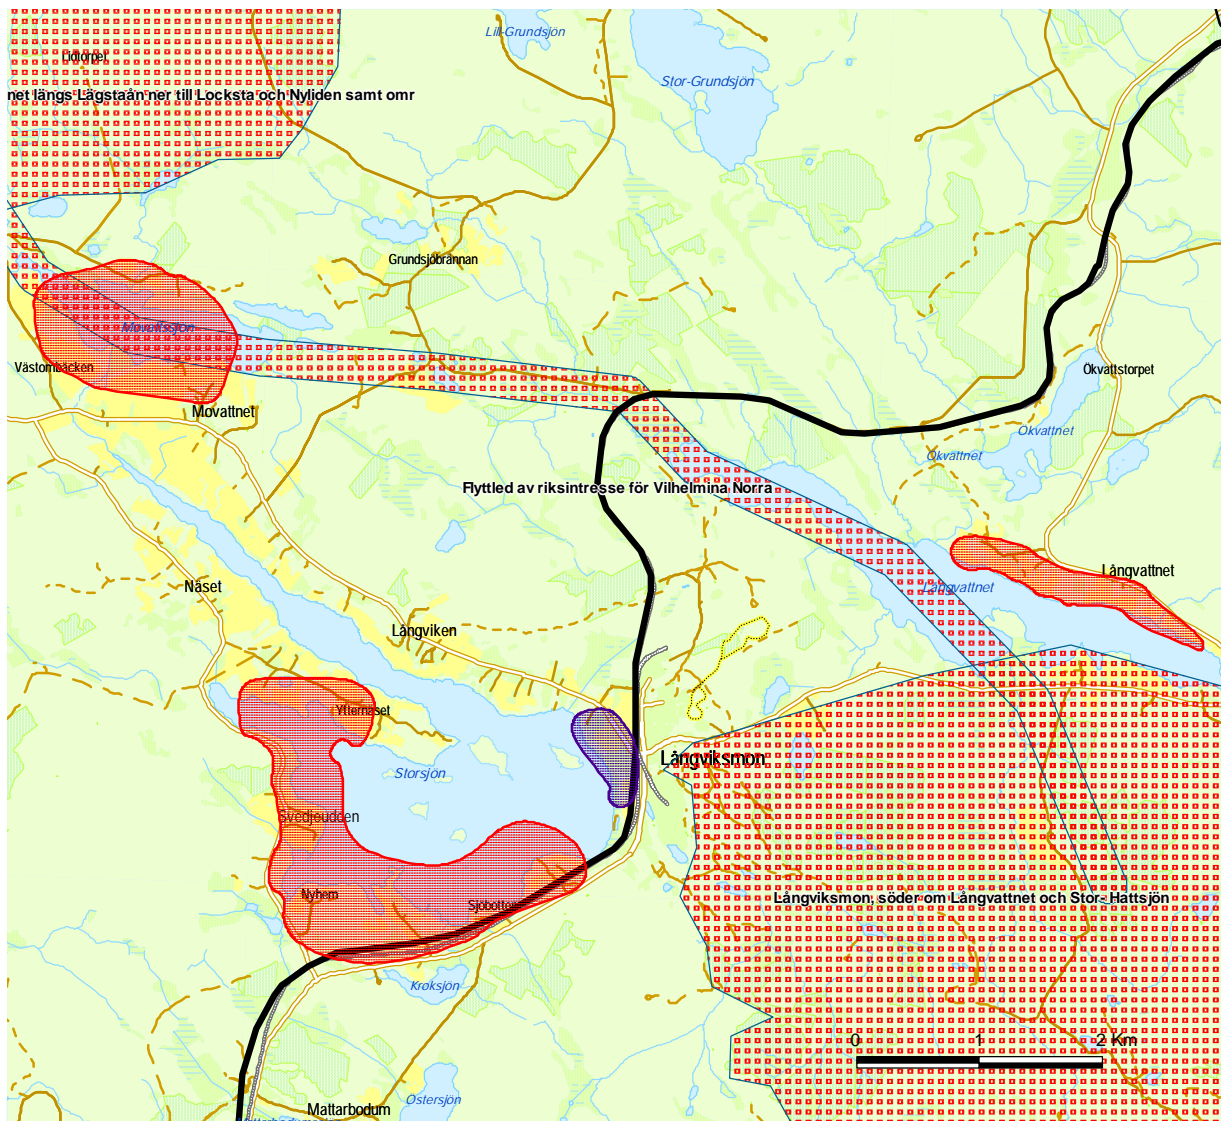 Lill-Grundsjön
Lidtorpet
Stor-Grundsjön
net längs Lägstaån ner till Locksta och Nyliden samt omr
Grundsjöbrännan
Movattssjön
Västombäcken
Ökvattstorpet
Movattnet
Ökvattnet
Ökvattnet
Flyttled av riksintresse för Vilhelmina Norra
Långvattnet
Näset
Långvattnet
Långviken
Ytternäset
Långviksmon
Storsjön
Svedjeudden
Nyhem
Sjöbotten
Långviksmon, söder om Långvattnet och Stor-Hattsjön
Kroksjön
0 1 2 Km
Östersjön
Mattarbodum